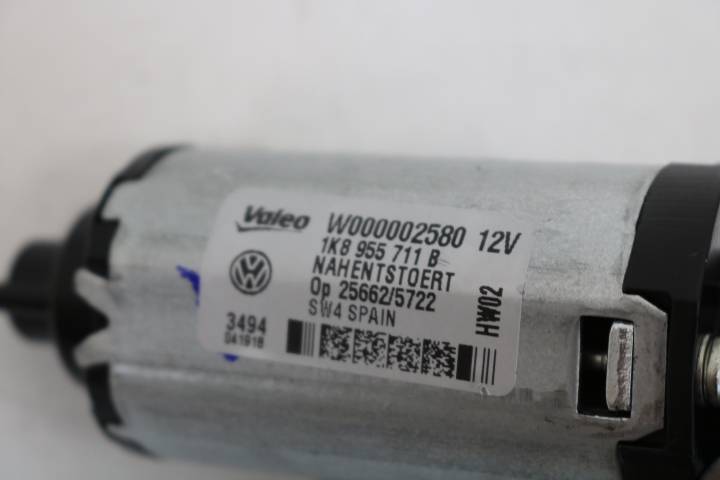 Valeo W000002580 12V
1K8 955 711 B
NAHENTSTOERT
Op 25662/5722
SW4 SPAIN
HW02
3494
041918